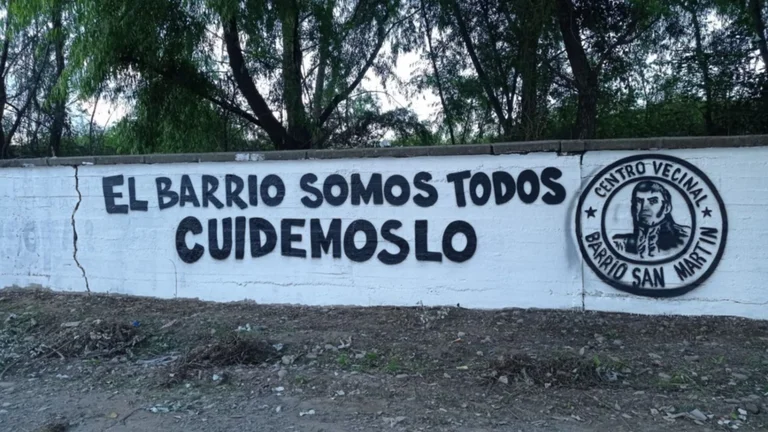 EL BARRIO SOMOS TODOS
CUIDEMOSLO
CENTRO VECINAL
BARRIO SAN MARTIN